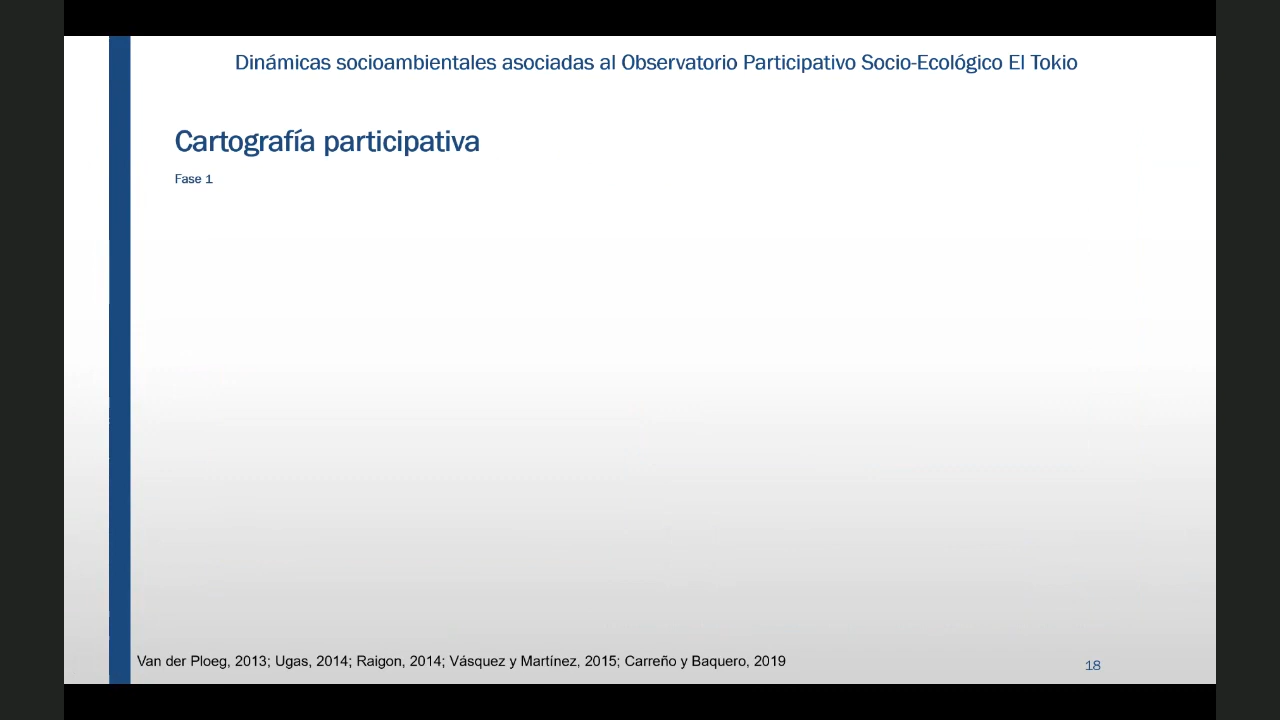 Dinámicas socioambientales asociadas al Observatorio Participativo Socio-Ecológico El Tokio
Cartografía participativa
Fase 1
Van der Ploeg, 2013; Ugas, 2014; Raigon, 2014; Vásquez y Martínez, 2015; Carreño y Baquero, 2019
18